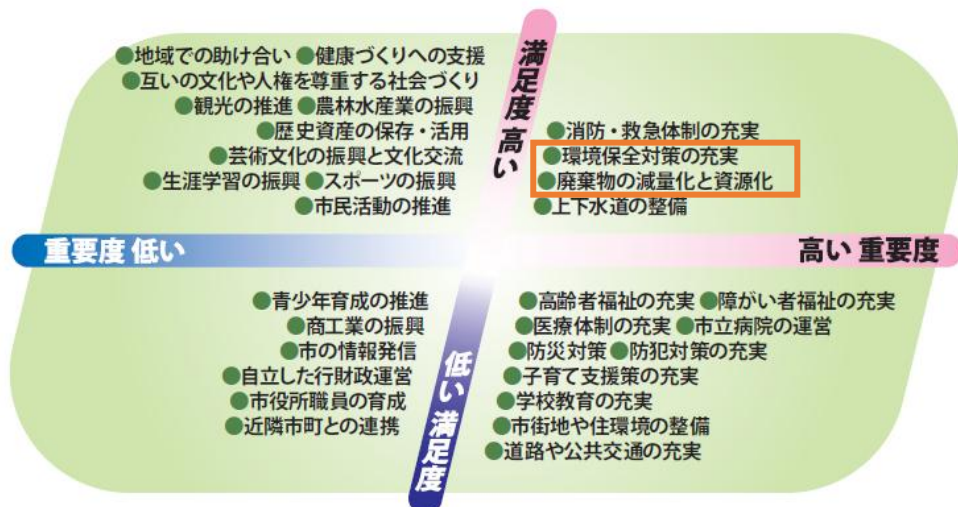 満足度 高い
●地域での助け合い ●健康づくりへの支援
●互いの文化や人権を尊重する社会づくり
●観光の推進 ●農林水産業の振興
●歴史資産の保存・活用
●芸術文化の振興と文化交流
●生涯学習の振興 ●スポーツの振興
●市民活動の推進
●消防・救急体制の充実
●環境保全対策の充実
●廃棄物の減量化と資源化
●上下水道の整備
重要度 低い
高い 重要度
●青少年育成の推進
●商工業の振興
●市の情報発信
●自立した行財政運営
●市役所職員の育成
●近隣市町との連携
低い 満足度
●高齢者福祉の充実 ●障がい者福祉の充実
●医療体制の充実 ●市立病院の運営
●防災対策 ●防犯対策の充実
●子育て支援策の充実
●学校教育の充実
●市街地や住環境の整備
●道路や公共交通の充実